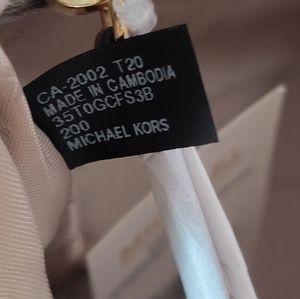 CA-2002 T20
MADE IN CAMBODIA
35T0GCFS3B
200
MICHAEL KORS